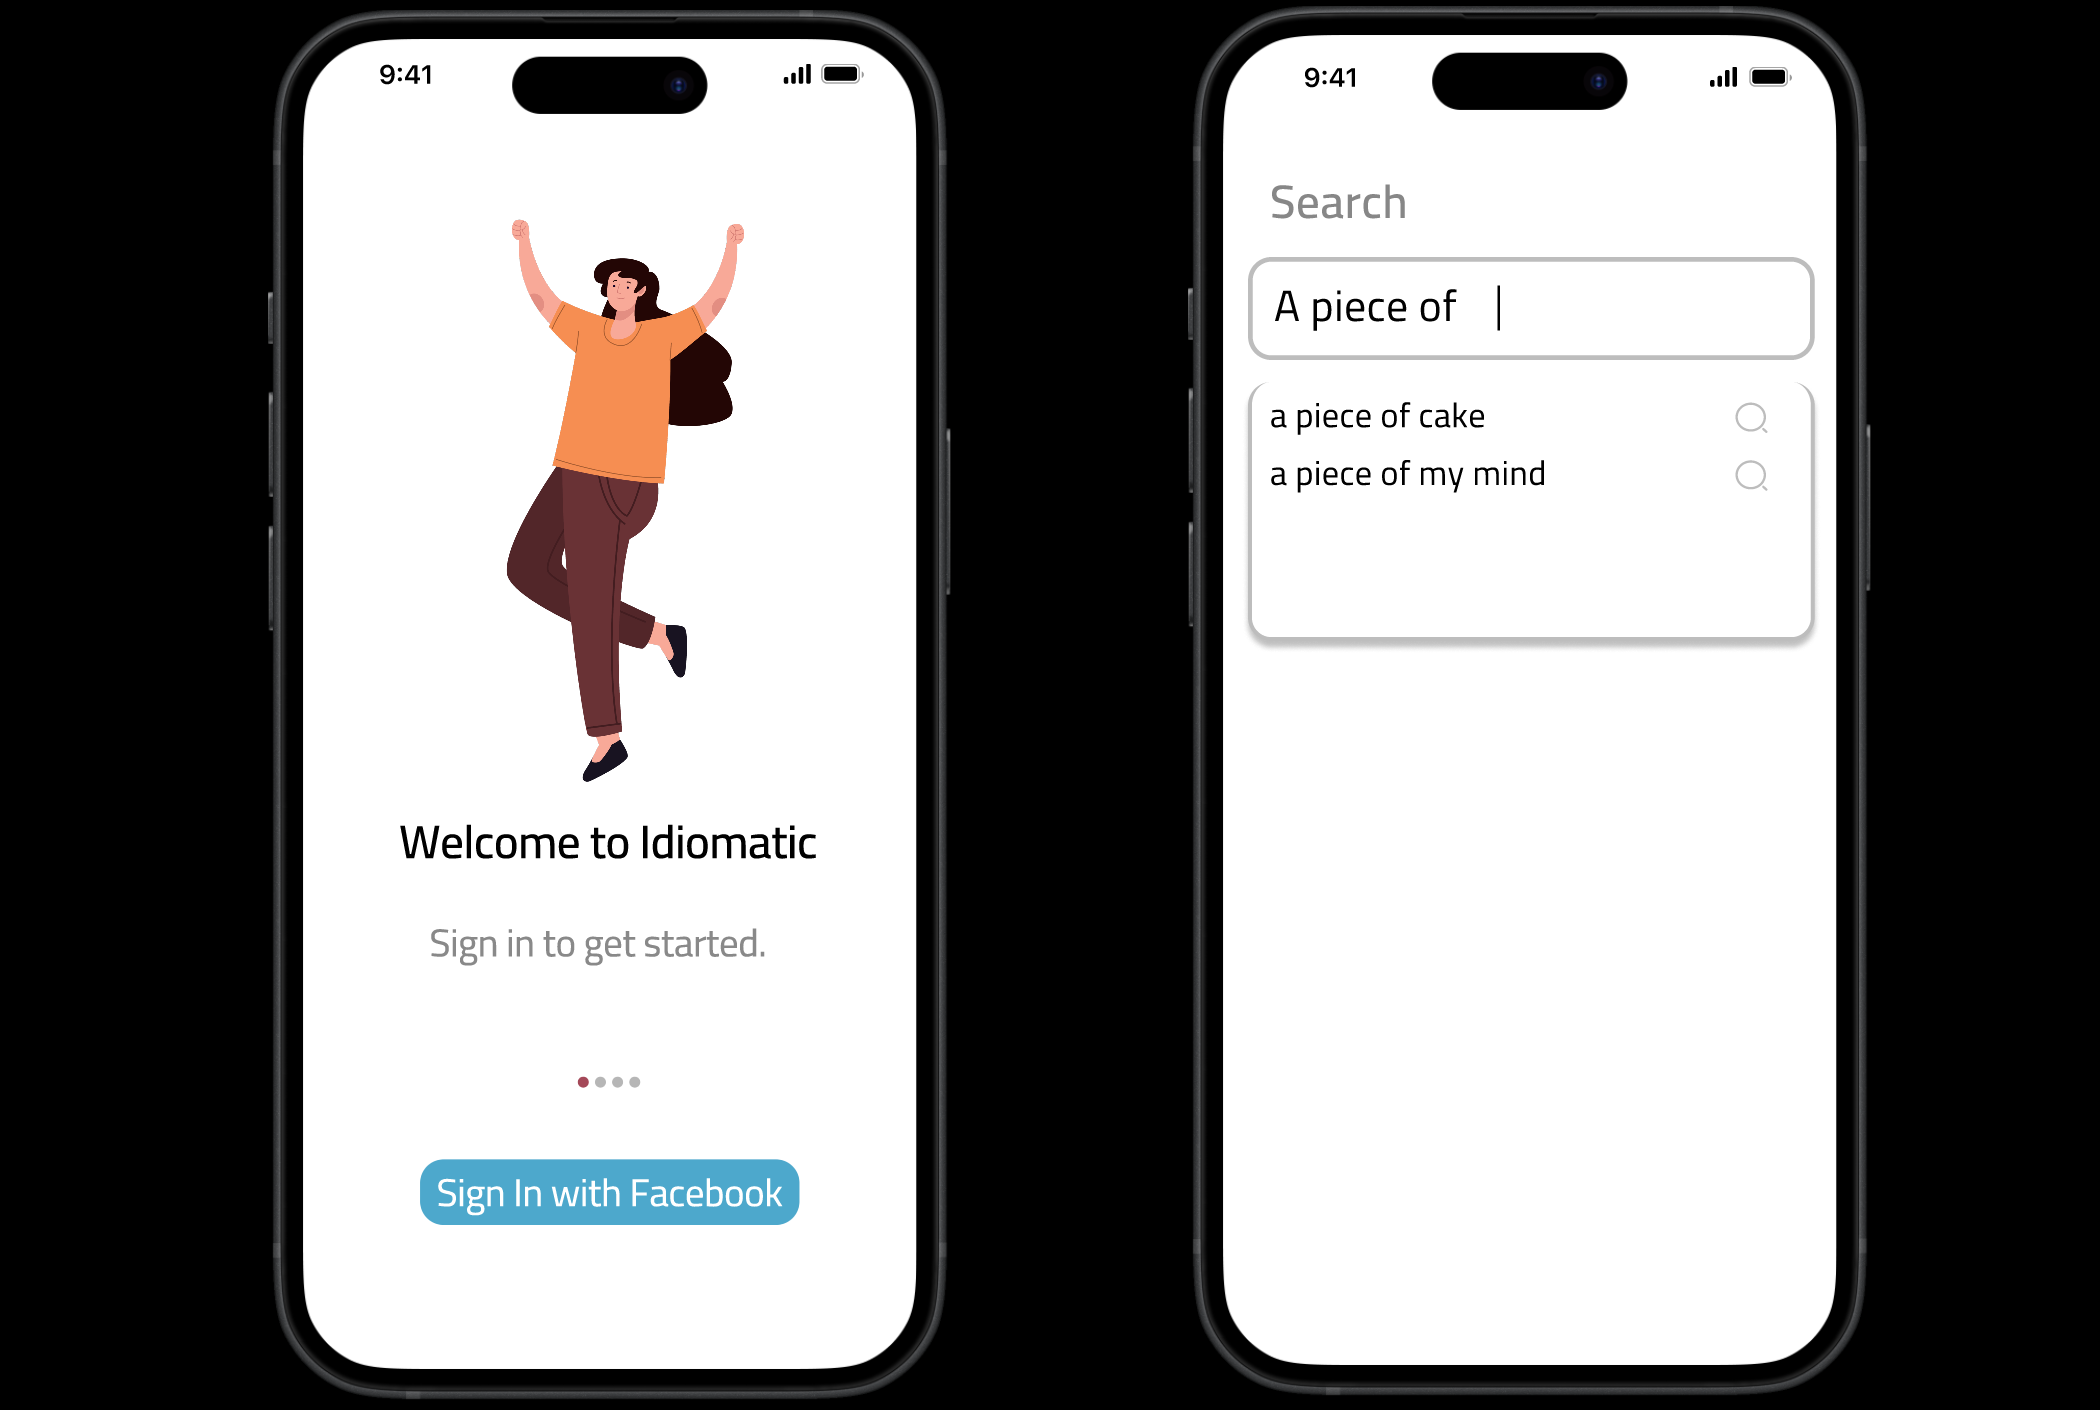 9:41
Welcome to Idiomatic
Sign in to get started.
Sign In with Facebook
9:41
Search
A piece of
a piece of cake
a piece of my mind